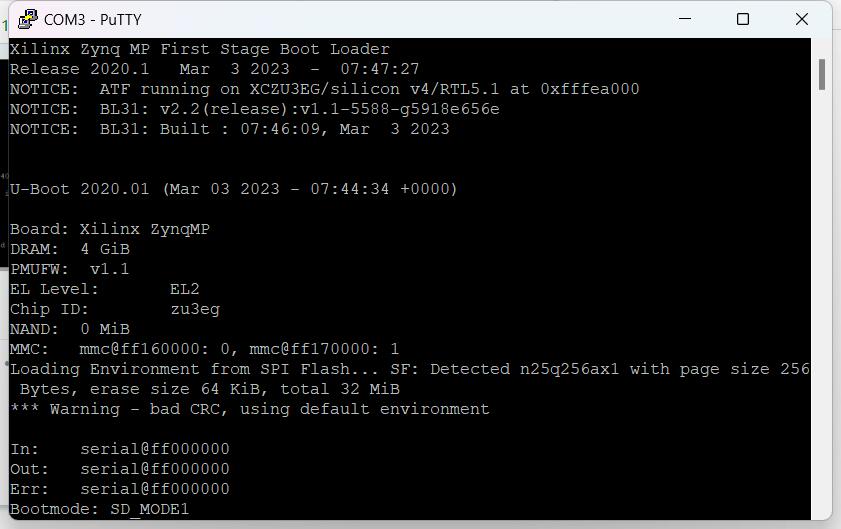 COM3 - PuTTY
Xilinx Zynq MP First Stage Boot Loader
Release 2020.1   Mar  3 2023  -  07:47:27
NOTICE:  ATF running on XCZU3EG/silicon v4/RTL5.1 at 0xfffea000
NOTICE:  BL31: v2.2(release):v1.1-5588-g5918e656e
NOTICE:  BL31: Built : 07:46:09, Mar  3 2023
U-Boot 2020.01 (Mar 03 2023 - 07:44:34 +0000)
Board: Xilinx ZynqMP
DRAM:  4 GiB
PMUFW:  v1.1
EL Level:       EL2
Chip ID:        zu3eg
NAND:  0 MiB
MMC:   mmc@ff160000: 0, mmc@ff170000: 1
Loading Environment from SPI Flash... SF: Detected n25q256ax1 with page size 256
 Bytes, erase size 64 KiB, total 32 MiB
*** Warning - bad CRC, using default environment
In:    serial@ff000000
Out:   serial@ff000000
Err:   serial@ff000000
Bootmode: SD_MODE1